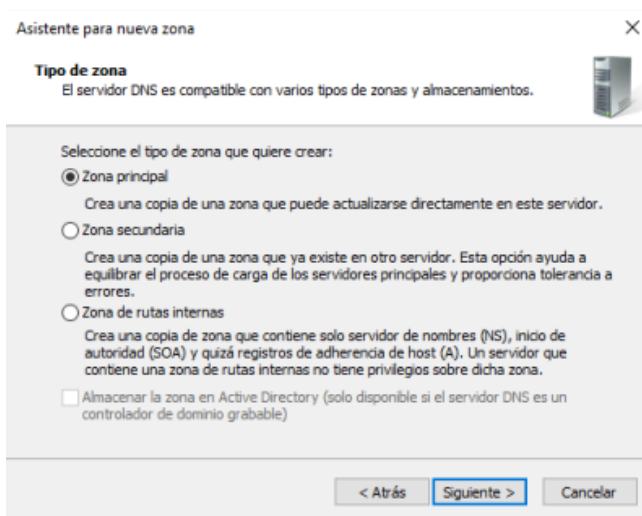 Asistente para nueva zona
Tipo de zona
El servidor DNS es compatible con varios tipos de zonas y almacenamientos.
Seleccione el tipo de zona que quiere crear:
Zona principal
Crea una copia de una zona que puede actualizarse directamente en este servidor.
Zona secundaria
Crea una copia de una zona que ya existe en otro servidor. Esta opción ayuda a
equilibrar el proceso de carga de los servidores principales y proporciona tolerancia a
errores.
Zona de rutas internas
Crea una copia de zona que contiene solo servidor de nombres (NS), inicio de
autoridad (SOA) y quizá registros de adherencia de host (A). Un servidor que
contiene una zona de rutas internas no tiene privilegios sobre dicha zona.
Almacenar la zona en Active Directory (solo disponible si el servidor DNS es un
controlador de dominio grabable)
< Atrás
Siguiente >
Cancelar